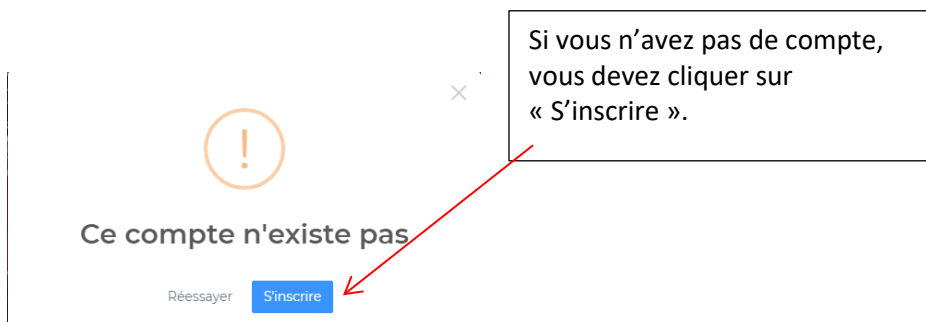 Si vous n’avez pas de compte,
vous devez cliquer sur
« S’inscrire ».
!
Ce compte n'existe pas
Réessayer S'inscrire